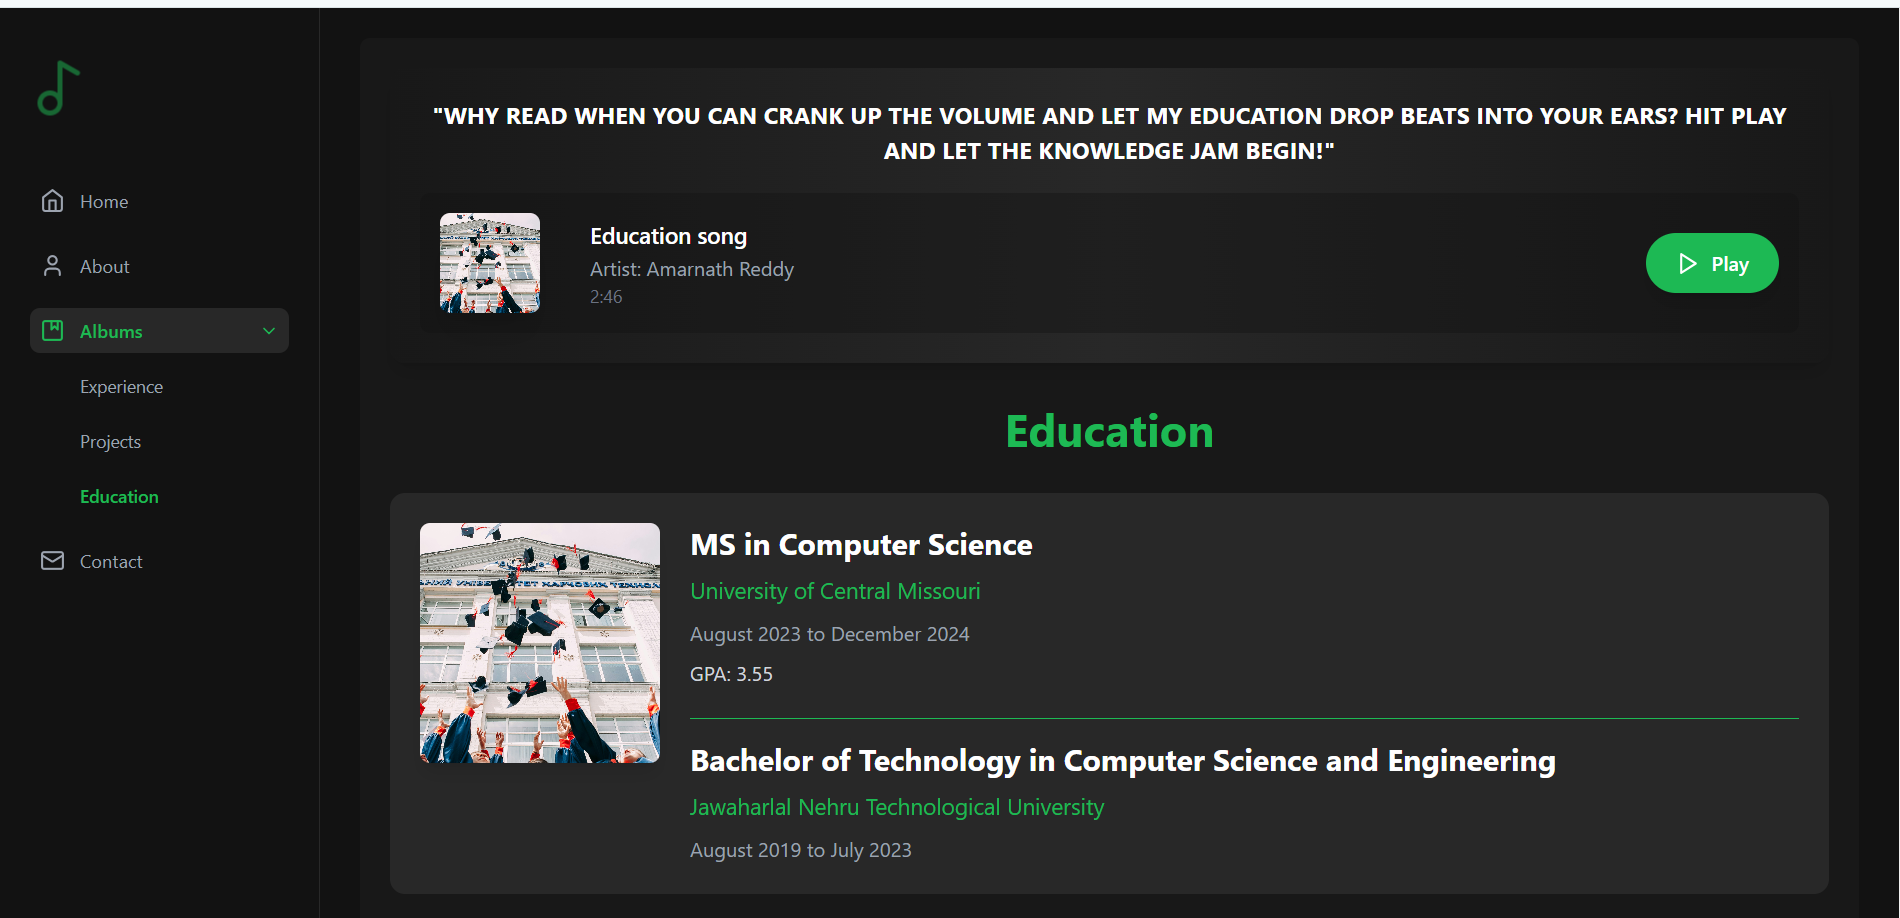 Home
About
Albums
Experience
Projects
Education
Contact
"WHY READ WHEN YOU CAN CRANK UP THE VOLUME AND LET MY EDUCATION DROP BEATS INTO YOUR EARS? HIT PLAY
AND LET THE KNOWLEDGE JAM BEGIN!"
Education song
Artist: Amarnath Reddy
2:46
Play
Education
MS in Computer Science
University of Central Missouri
August 2023 to December 2024
GPA: 3.55
Bachelor of Technology in Computer Science and Engineering
Jawaharlal Nehru Technological University
August 2019 to July 2023